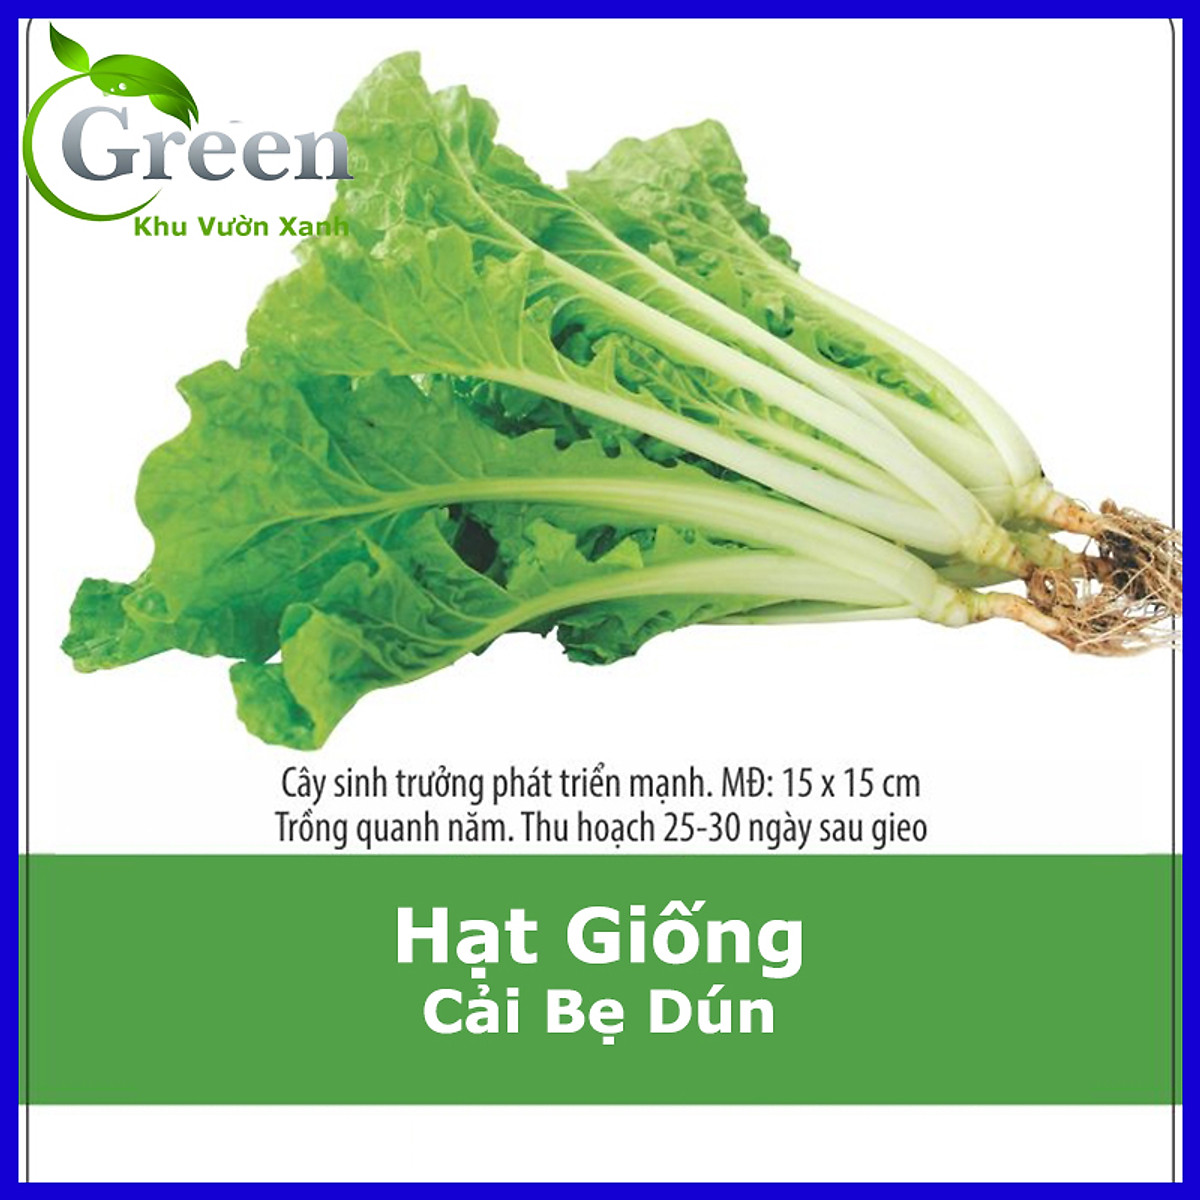 Green
Khu Vườn Xanh
Cây sinh trưởng phát triển mạnh. MĐ: 15 x 15 cm
Trồng quanh năm. Thu hoạch 25-30 ngày sau gieo
Hạt Giống
Cải Bẹ Dún